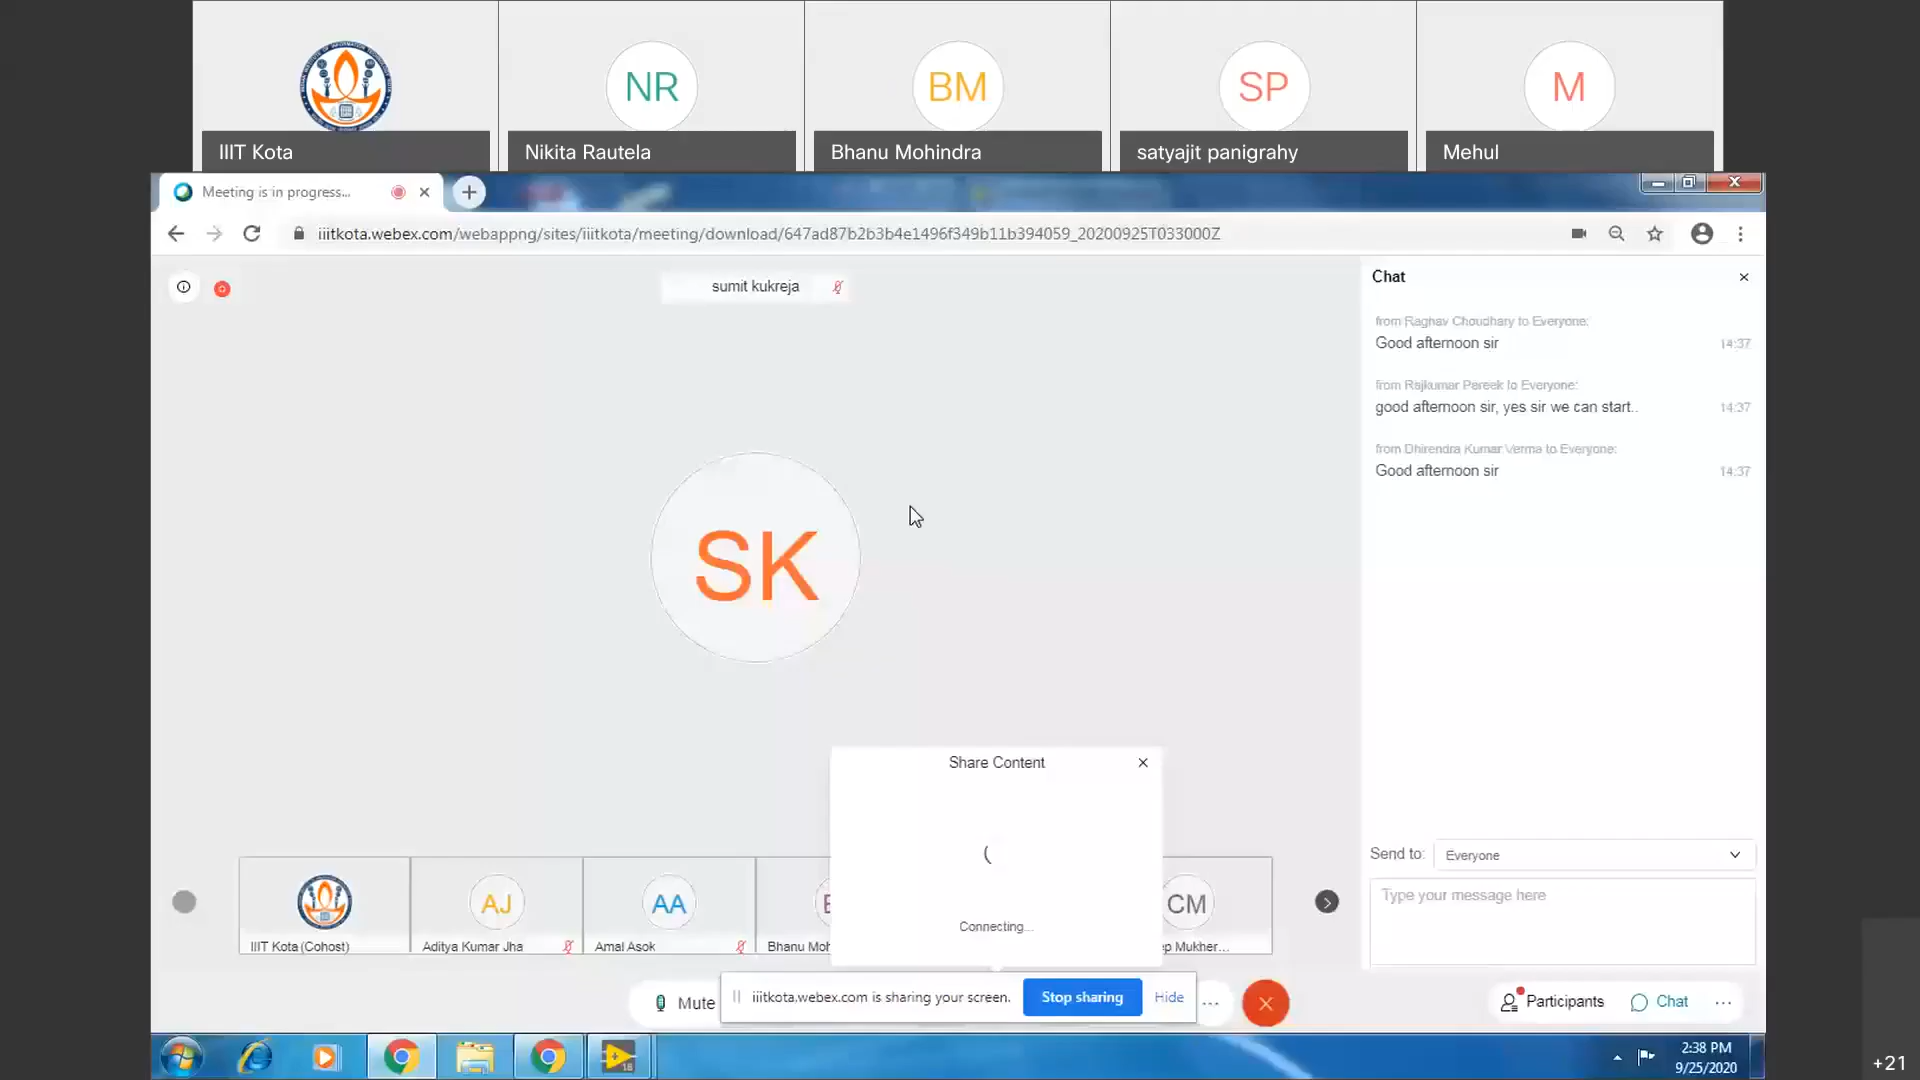 NR
BM
SP
M
IIIT Kota
Nikita Rautela
Bhanu Mohindra
satyajit panigrahy
Mehul
Meeting is in progress...
iiitkota.webex.com/webappng/sites/iiitkota/meeting/download/647ad87b2b3b4e1496f349b11b394059_20200925T033000Z
sumit kukreja
Chat
from Raghav Choudhary to Everyone:
Good afternoon sir
14:37
from Rajkumar Pareek to Everyone:
good afternoon sir, yes sir we can start..
14:37
from Dhirendra Kumar Verma to Everyone:
Good afternoon sir
14:37
SK
Share Content
Connecting...
Send to:
Everyone
Type your message here
AJ
AA
CM
IIIT Kota (Cohost)
Aditya Kumar Jha
Amal Asok
Bhanu Moh
ep Mukher...
Mute
iiitkota.webex.com is sharing your screen.
Stop sharing
Hide
Participants
Chat
2:38 PM
9/25/2020
+21